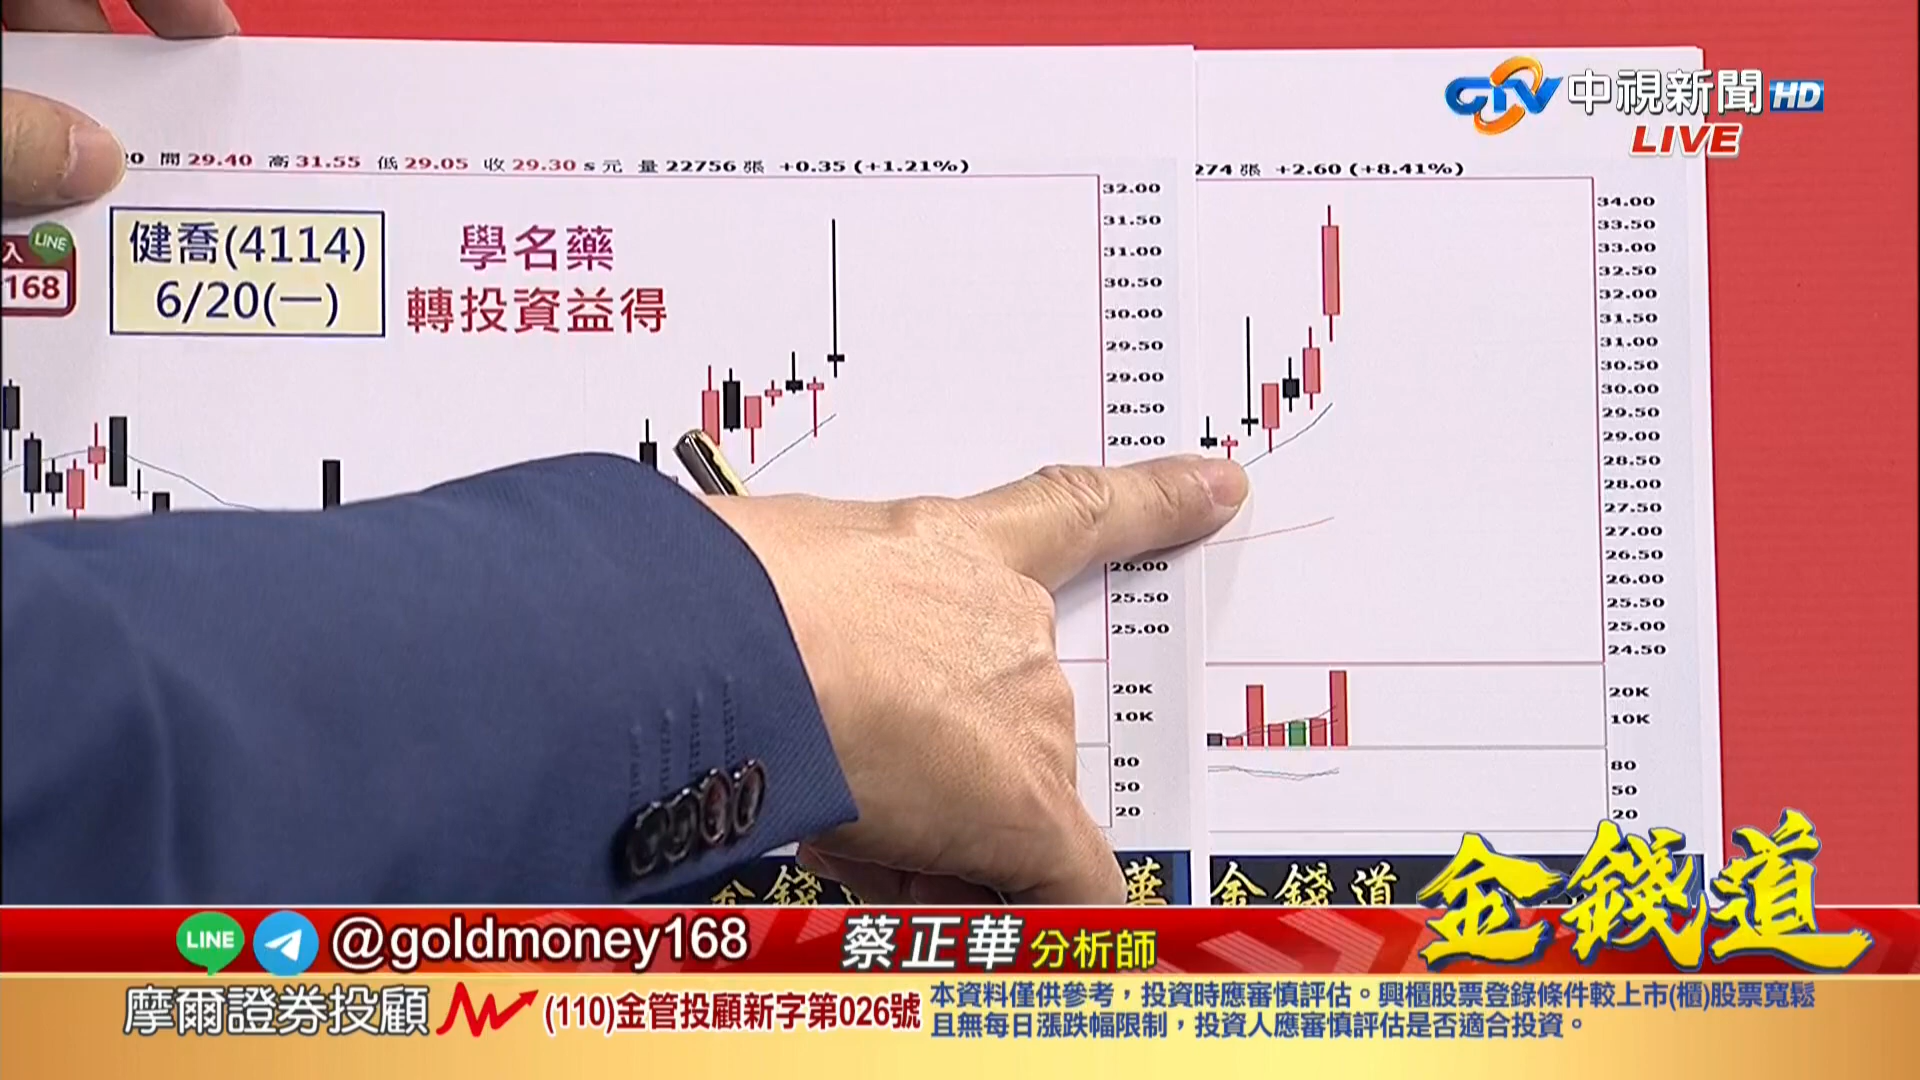 CTV 中視新聞 HD
LIVE
20 開 29.40 高 31.55 低 29.05 收 29.30 s 元 量 22756 張 +0.35 (+1.21%)
274 張 +2.60 (+8.41%)
入 LINE
168
健喬(4114)
6/20(一)
學名藥
轉投資益得
32.00
31.50
31.00
30.50
30.00
29.50
29.00
28.50
28.00
26.00
25.50
25.00
20K
10K
80
50
20
34.00
33.50
33.00
32.50
32.00
31.50
31.00
30.50
30.00
29.50
29.00
28.50
28.00
27.50
27.00
26.50
26.00
25.50
25.00
24.50
20K
10K
80
50
20
金錢道
華
金錢道
金錢道
LINE @goldmoney168 蔡正華 分析師
摩爾證券投顧 (110)金管投顧新字第026號
本資料僅供參考，投資時應審慎評估。興櫃股票登錄條件較上市(櫃)股票寬鬆
且無每日漲跌幅限制，投資人應審慎評估是否適合投資。